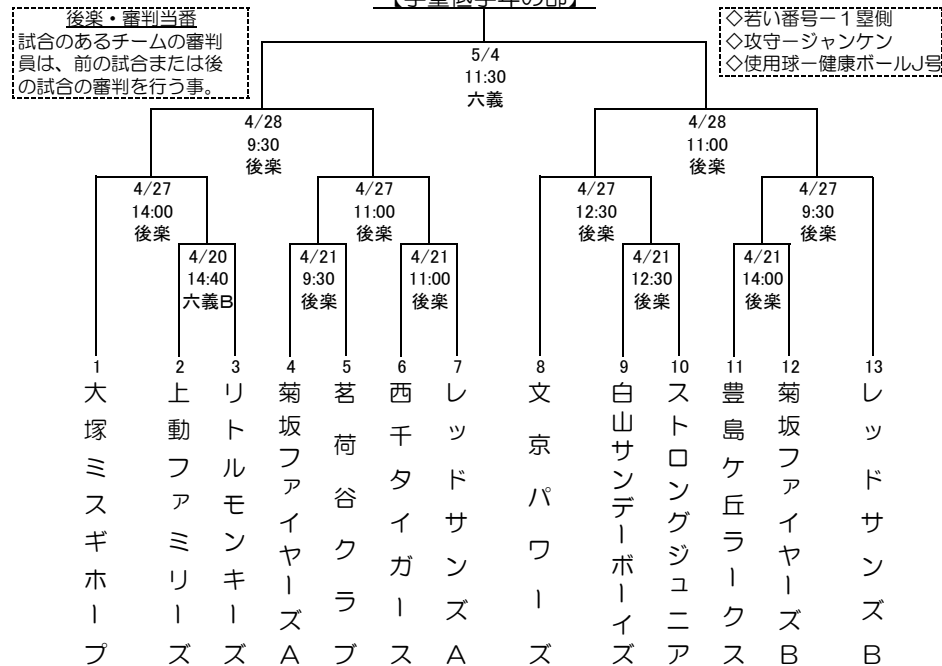 【学童低学年の部】
後楽・審判当番
試合のあるチームの審判
員は、前の試合または後
の試合の審判を行う事。
◇若い番号－１塁側
◇攻守－ジャンケン
◇使用球－健康ボールJ号
5/4
11:30
六義
4/28
9:30
後楽
4/28
11:00
後楽
4/27
14:00
後楽
4/27
11:00
後楽
4/27
12:30
後楽
4/27
9:30
後楽
4/20
14:40
六義B
4/21
9:30
後楽
4/21
11:00
後楽
4/21
12:30
後楽
4/21
14:00
後楽
1
大塚ミスギホープ
2
上動ファミリーズ
3
リトルモンキーズ
4
菊坂ファイヤーズA
5
茗荷谷クラブ
6
西千タイガース
7
レッドサンズA
8
文京パワーズ
9
白山サンデーボーイズ
10
ストロングジュニア
11
豊島ケ丘ラークス
12
菊坂ファイヤーズB
13
レッドサンズB